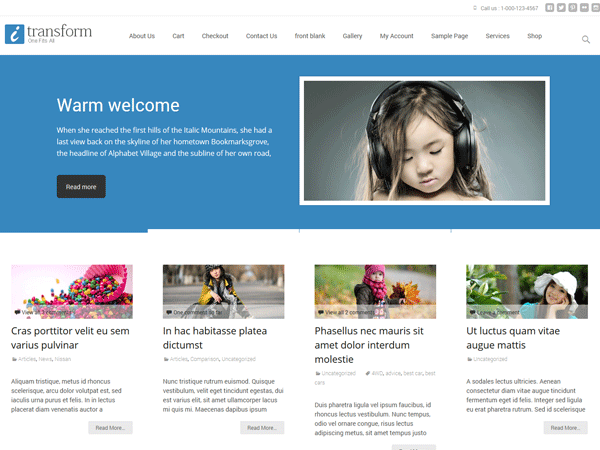 Call us : 1-000-123-4567
i transform
One Fits All
About Us Cart Checkout Contact Us front blank Gallery My Account Sample Page Services Shop
Warm welcome
When she reached the first hills of the Italic Mountains, she had a
last view back on the skyline of her hometown Bookmarksgrove,
the headline of Alphabet Village and the subline of her own road,
Read more
View all 3 comments
Cras porttitor velit eu sem
varius pulvinar
Articles, News, Nissan
Aliquam tristique, metus id rhoncus
scelerisque, arcu dolor volutpat est, sed
iaculis urna purus et felis. In in lectus
placerat diam venenatis auctor a
Read More...
One comment so far
In hac habitasse platea
dictumst
Articles, Comparison, Uncategorized
Nunc tristique rutrum euismod. Quisque
vestibulum, velit eget tincidunt egestas, dui
est varius elit, sit amet ullamcorper lacus
mi quis mi. Maecenas dapibus ipsum
Read More...
View all 2 comments
Phasellus nec mauris sit
amet dolor interdum
molestie
Uncategorized 4WD, advice, best car, best
cars
Duis pharetra ligula vel ipsum faucibus, id
rhoncus lectus vestibulum. Nunc tempus,
odio vel ornare congue, risus lectus
adipiscing metus, sit amet tempus justo
Read More...
Leave a comment
Ut luctus quam vitae
augue mattis
Uncategorized
A sodales lectus ultricies. Aenean
consectetur diam vitae augue tincidunt
fermentum eget id felis. Integer sed ligula
eu erat pharetra rutrum. Sed id scelerisque
Read More...